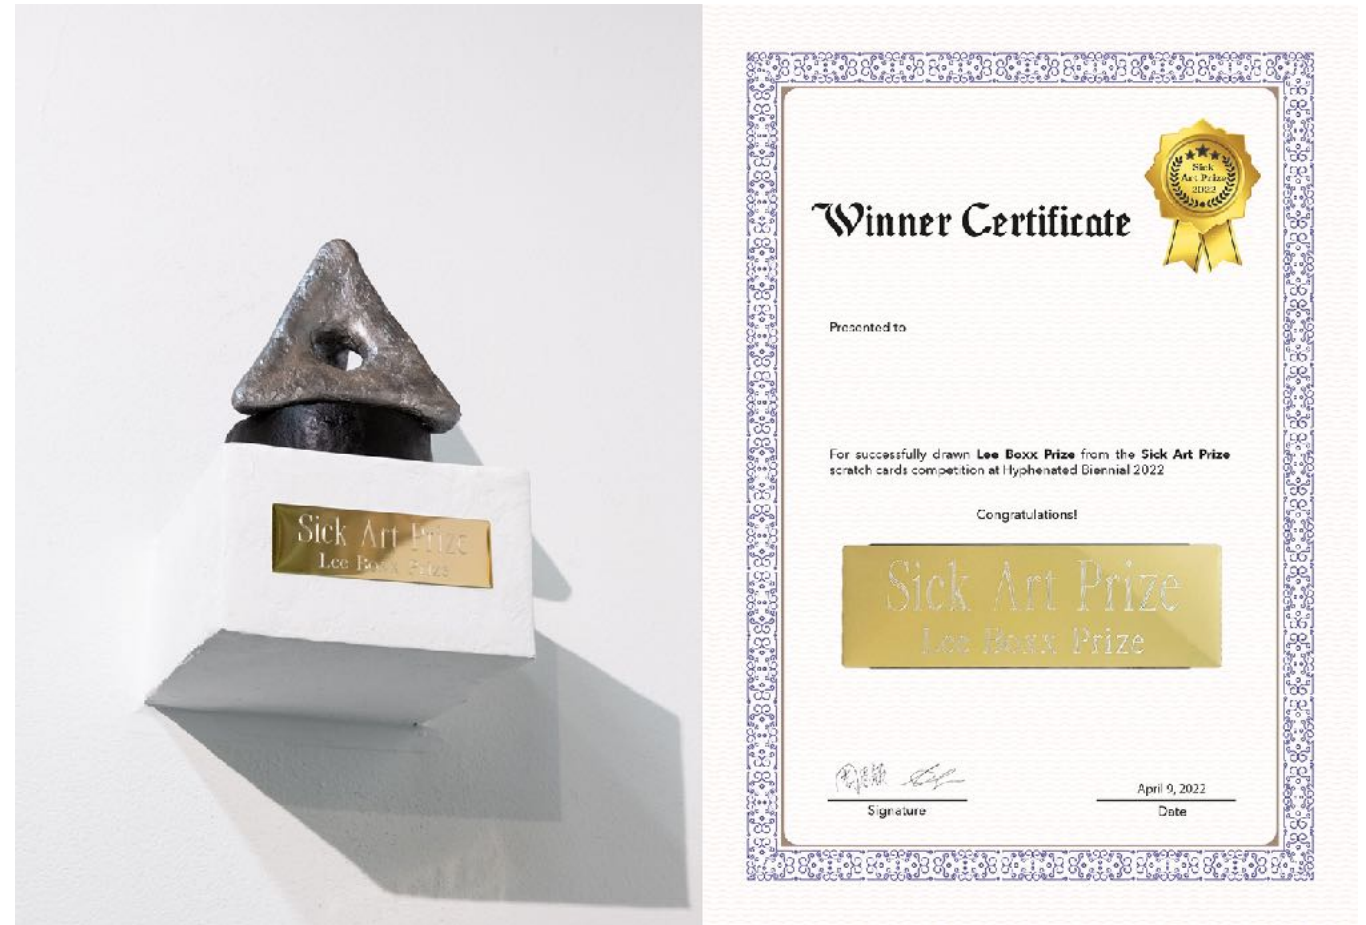 Sick Art Prize
Lee Boxx Prize
Sick
Art Prize
2022
Winner Certificate
Presented to
For successfully drawn Lee Boxx Prize from the Sick Art Prize
scratch cards competition at Hyphenated Biennial 2022
Congratulations!
Sick Art Prize
Lee Boxx Prize
Signature
April 9, 2022
Date